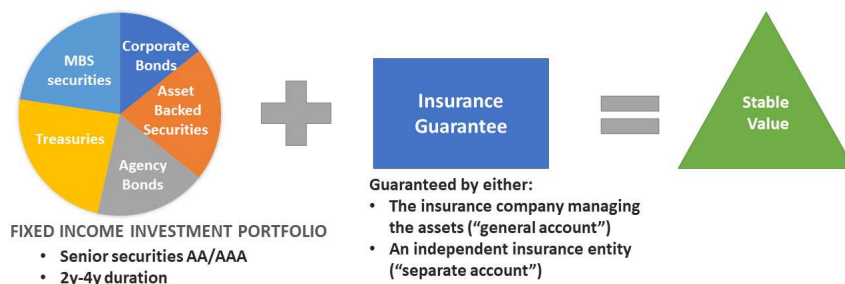 MBS
securities
Corporate
Bonds
Asset
Backed
Securities
Agency
Bonds
Treasuries
FIXED INCOME INVESTMENT PORTFOLIO
• Senior securities AA/AAA
• 2y-4y duration
Insurance
Guarantee
Guaranteed by either:
• The insurance company managing
the assets (“general account”)
• An independent insurance entity
(“separate account”)
Stable
Value